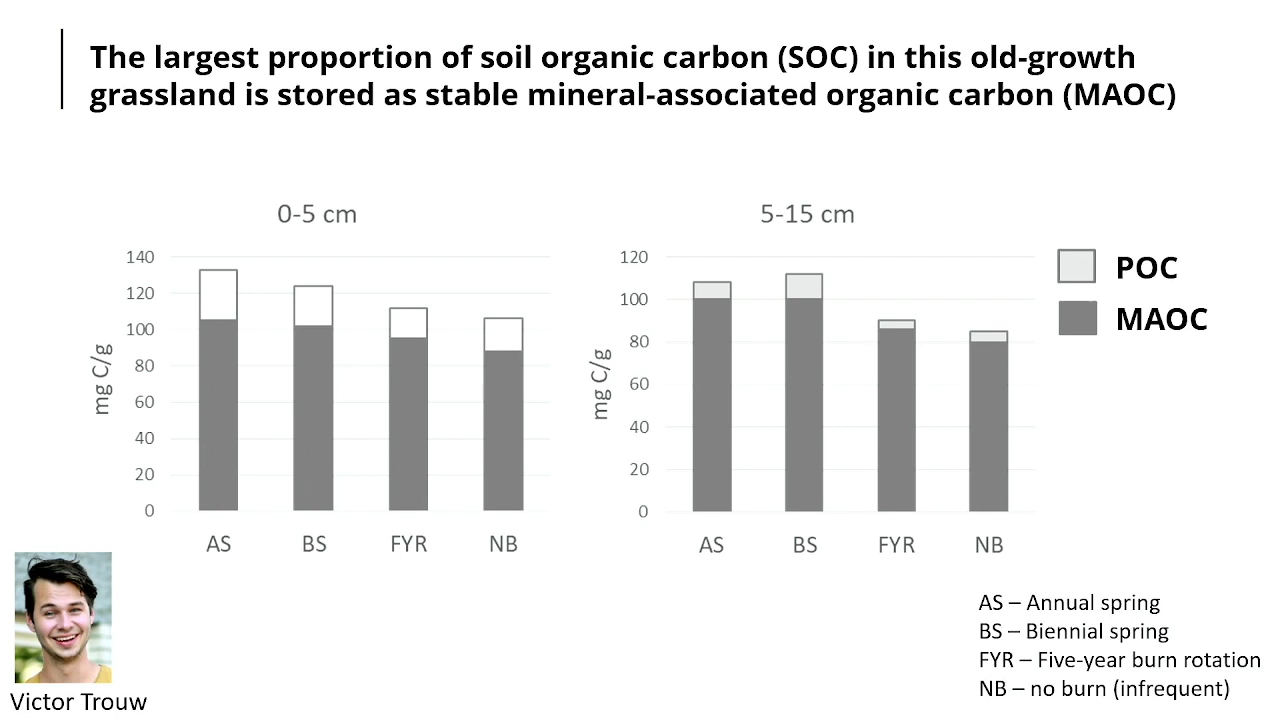 The largest proportion of soil organic carbon (SOC) in this old-growth
grassland is stored as stable mineral-associated organic carbon (MAOC)
0-5 cm
140
120
100
80
60
40
20
0
mg C/g
AS BS FYR NB
5-15 cm
120
100
80
60
40
20
0
mg C/g
AS BS FYR NB
POC
MAOC
AS – Annual spring
BS – Biennial spring
FYR – Five-year burn rotation
NB – no burn (infrequent)
Victor Trouw